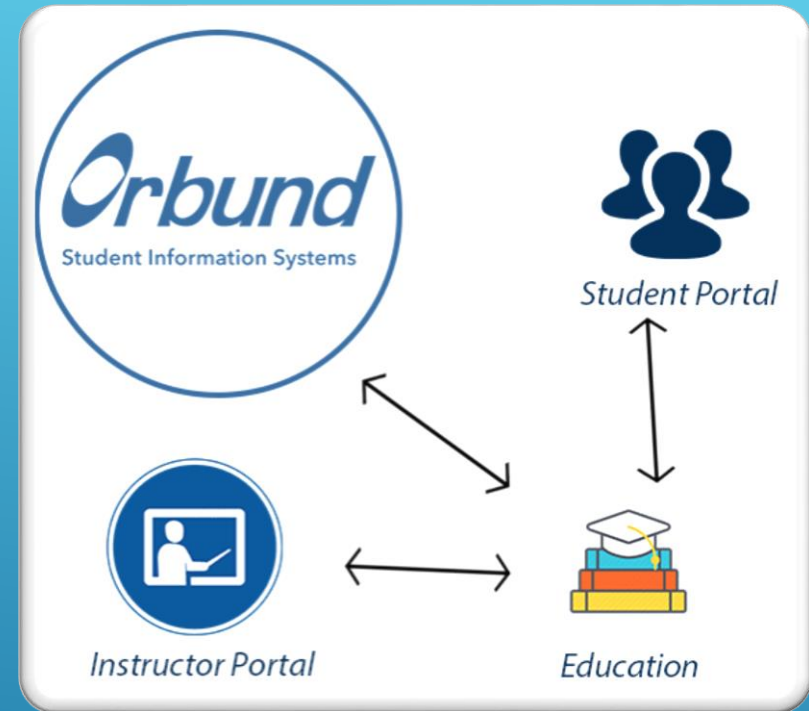 Orbund
Student Information Systems
Student Portal
Instructor Portal
Education